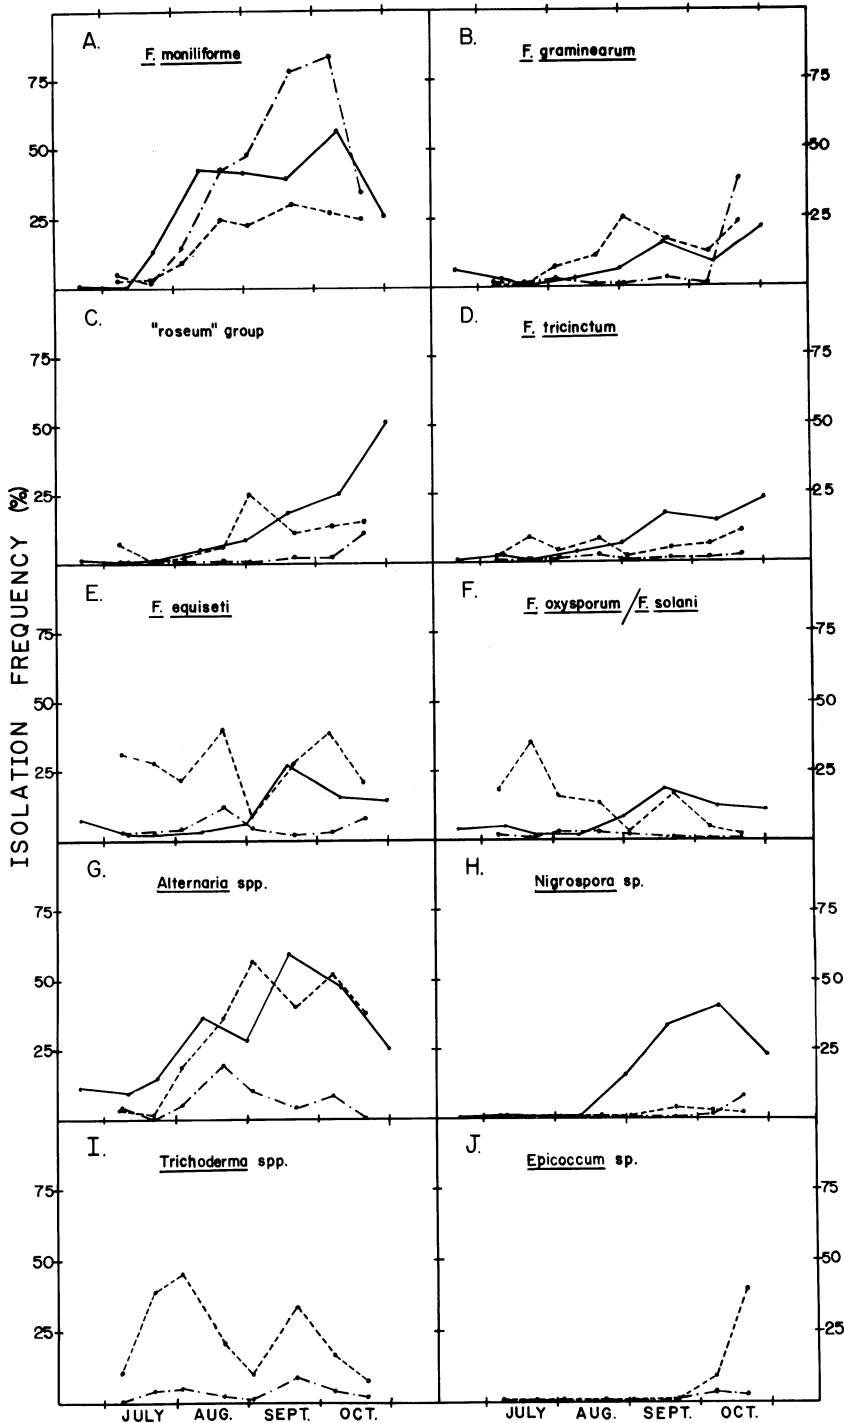 A.
F. moniliforme
75
50
25
B.
F. graminearum
75
50
25
C.
"roseum" group
75
50
25
D.
F. tricinctum
75
50
25
ISOLATION FREQUENCY (%)
E.
F. equiseti
75
50
25
F.
F. oxysporum/F. solani
75
50
25
G.
Alternaria spp.
75
50
25
H.
Nigrospora sp.
75
50
25
I.
Trichoderma spp.
75
50
25
J.
Epicoccum sp.
75
50
25
JULY AUG. SEPT. OCT.
JULY AUG. SEPT. OCT.